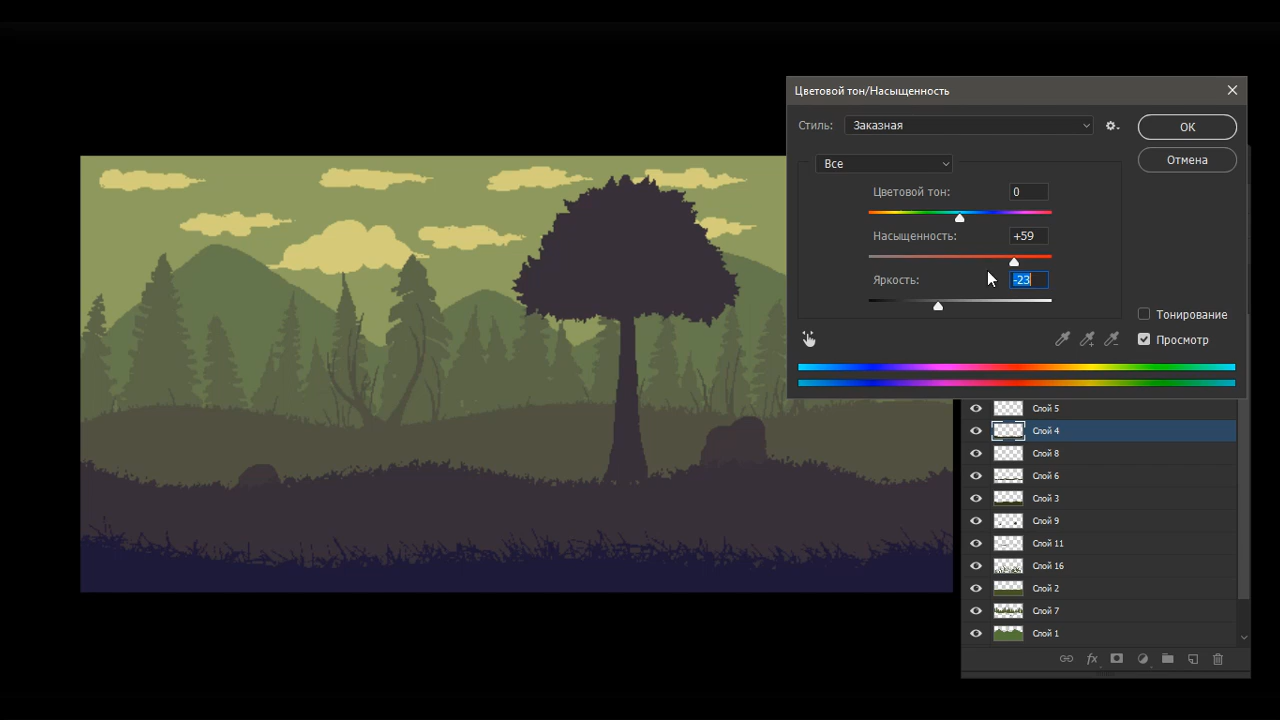 Цветовой тон/Насыщенность
Стиль: Заказная
ОК
Все
Отмена
Цветовой тон: 0
Насыщенность: +59
Яркость: -23
Тонирование
Просмотр
Слой 5
Слой 4
Слой 8
Слой 6
Слой 3
Слой 9
Слой 11
Слой 16
Слой 2
Слой 7
Слой 1
fx